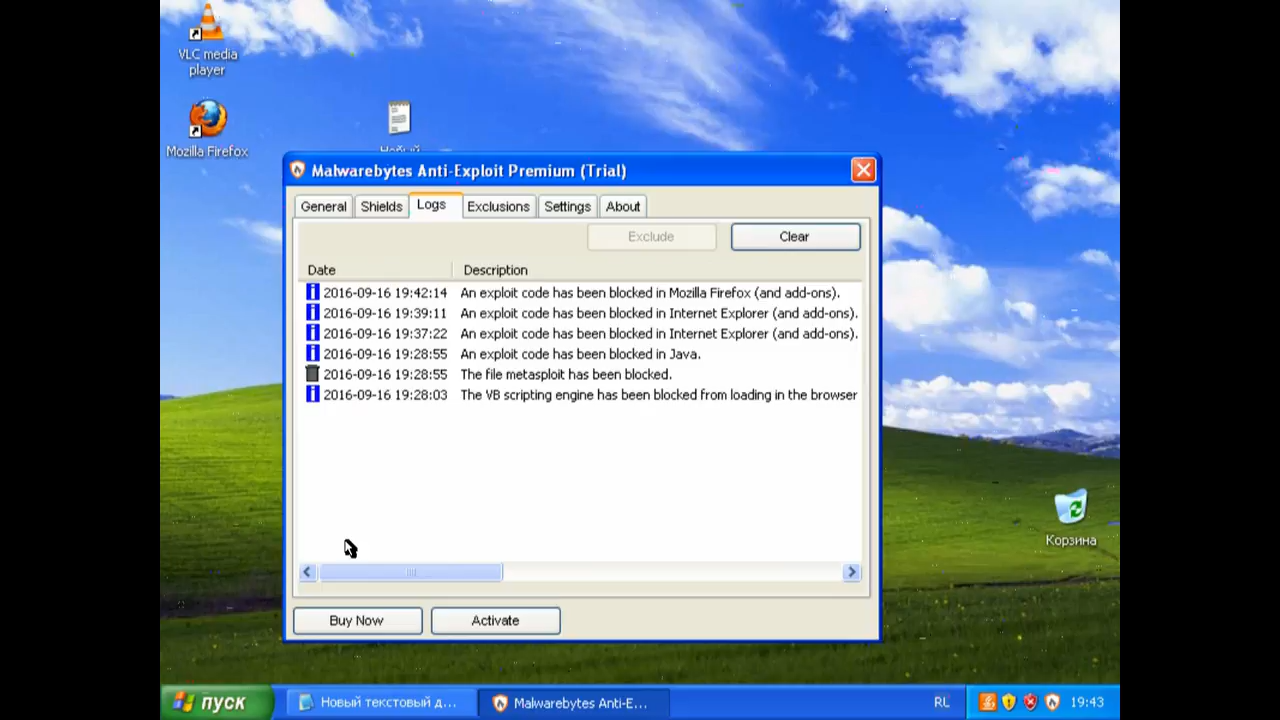 VLC media
player
Mozilla Firefox
Malwarebytes Anti-Exploit Premium (Trial)
General Shields Logs Exclusions Settings About
Exclude Clear
Date Description
2016-09-16 19:42:14 An exploit code has been blocked in Mozilla Firefox (and add-ons).
2016-09-16 19:39:11 An exploit code has been blocked in Internet Explorer (and add-ons).
2016-09-16 19:37:22 An exploit code has been blocked in Internet Explorer (and add-ons).
2016-09-16 19:28:55 An exploit code has been blocked in Java.
2016-09-16 19:28:55 The file metasploit has been blocked.
2016-09-16 19:28:03 The VB scripting engine has been blocked from loading in the browser
Корзина
Buy Now Activate
пуск Новый текстовый д... Malwarebytes Anti-E... RL 19:43